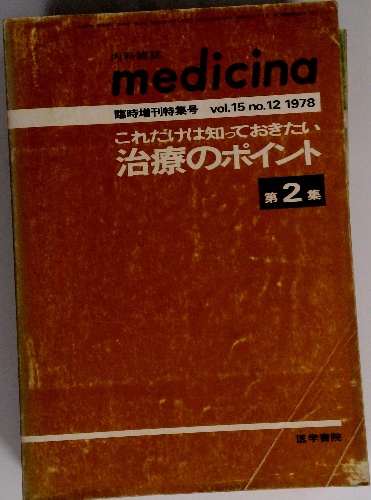 内科雑誌
medicina
臨時増刊特集号 vol.15 no.12 1978
これだけは知っておきたい
治療のポイント
第2集
医学書院